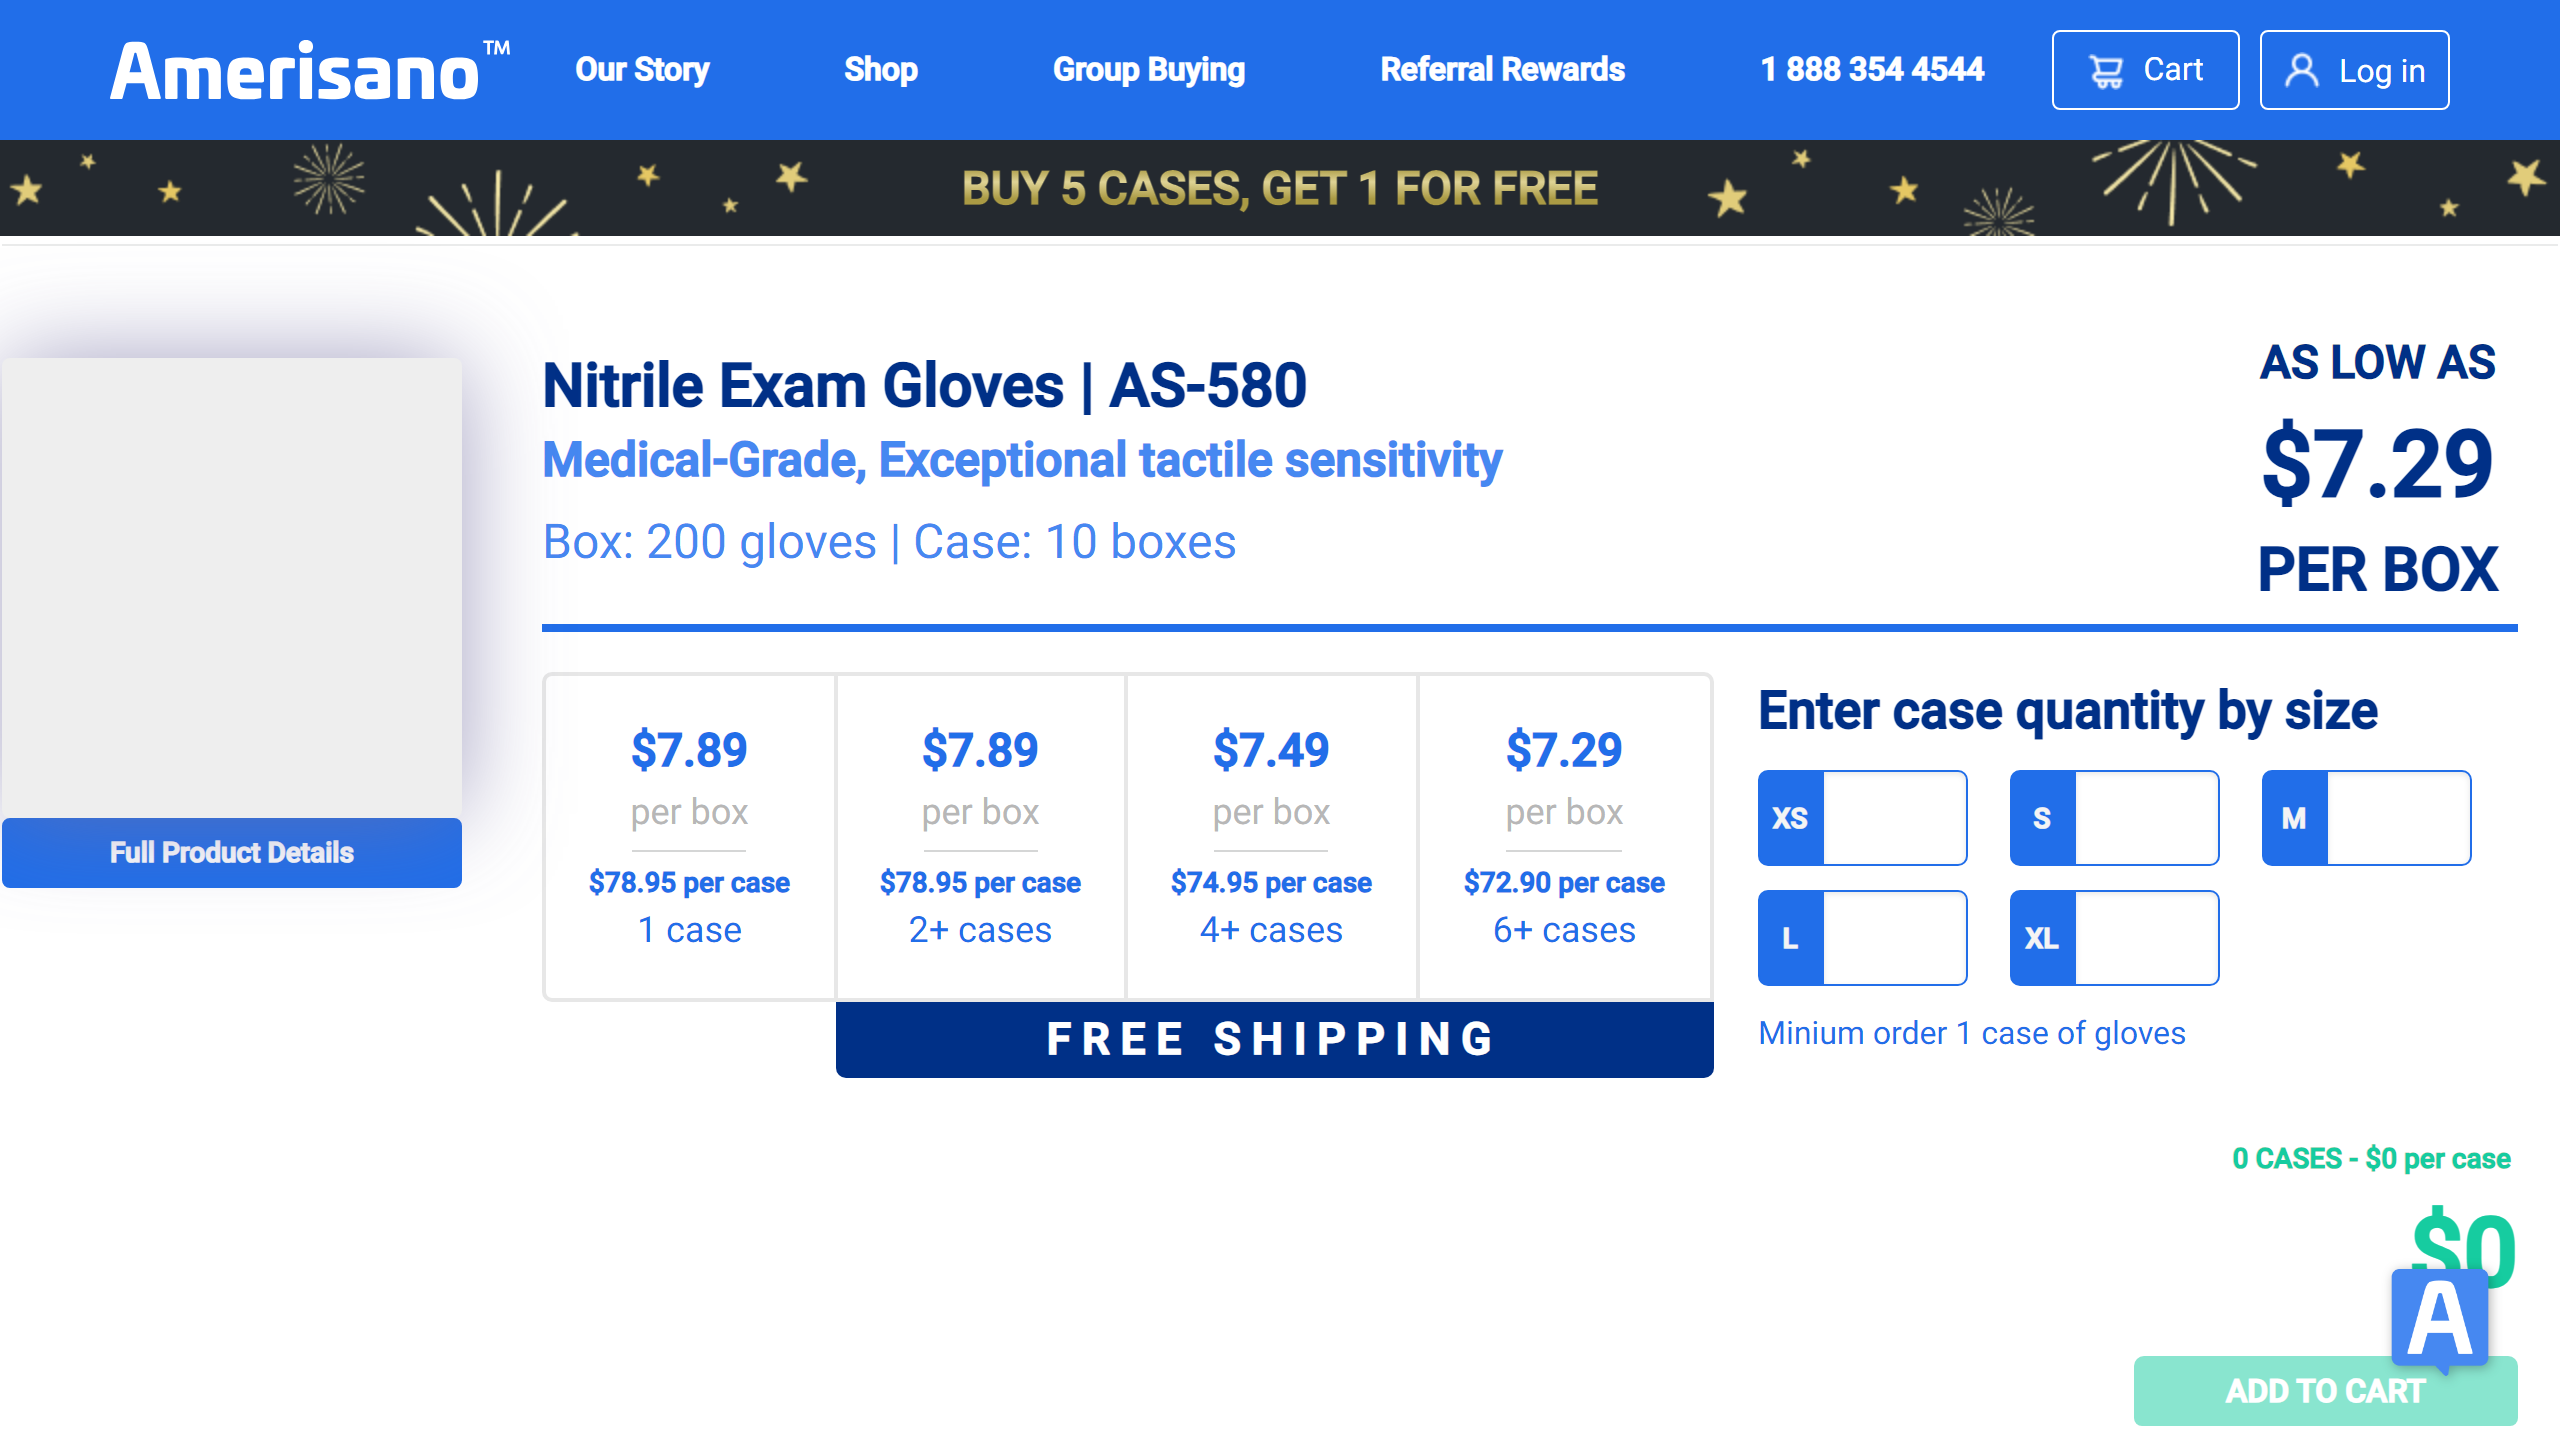 Amerisano™
Our Story
Shop
Group Buying
Referral Rewards
1 888 354 4544
Cart
Log in
BUY 5 CASES, GET 1 FOR FREE
Nitrile Exam Gloves | AS-580
Medical-Grade, Exceptional tactile sensitivity
Box: 200 gloves | Case: 10 boxes
AS LOW AS
$7.29
PER BOX
Full Product Details
$7.89
per box
$78.95 per case
1 case
$7.89
per box
$78.95 per case
2+ cases
$7.49
per box
$74.95 per case
4+ cases
$7.29
per box
$72.90 per case
6+ cases
FREE SHIPPING
Enter case quantity by size
XS
S
M
L
XL
Minium order 1 case of gloves
0 CASES - $0 per case
$0
A
ADD TO CART